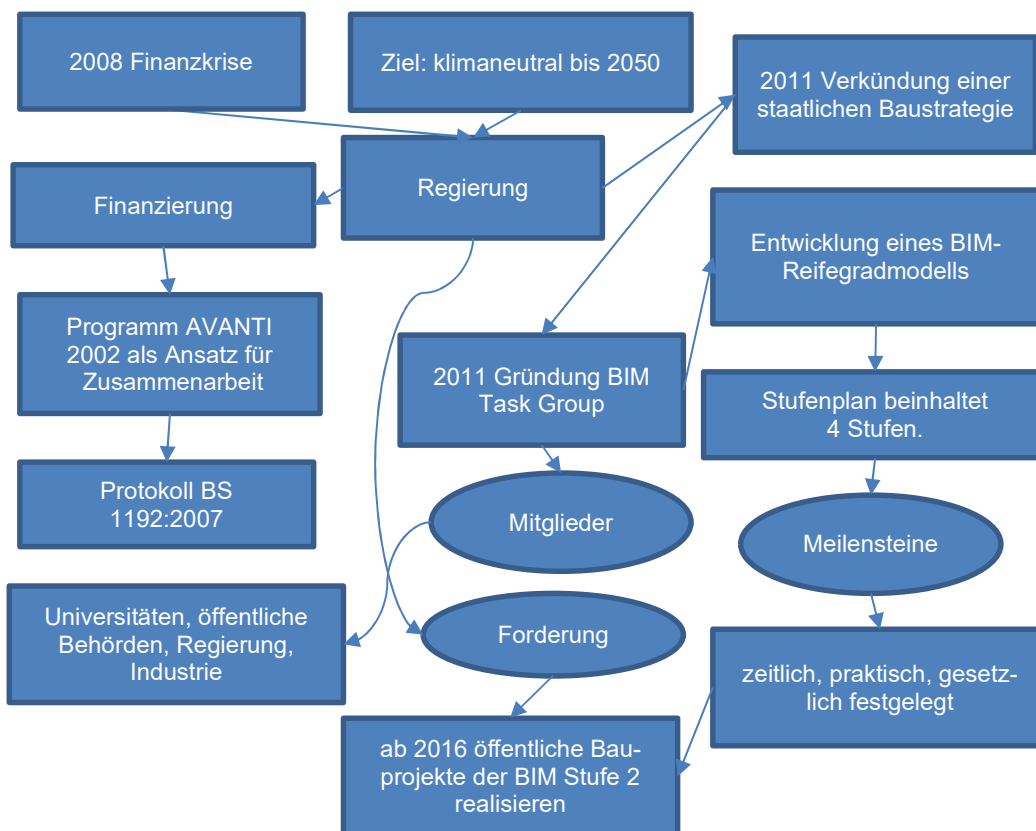 2008 Finanzkrise
Ziel: klimaneutral bis 2050
2011 Verkündung einer
staatlichen Baustrategie
Finanzierung
Regierung
Entwicklung eines BIM-
Reifegradmodells
Programm AVANTI
2002 als Ansatz für
Zusammenarbeit
2011 Gründung BIM
Task Group
Stufenplan beinhaltet
4 Stufen.
Protokoll BS
1192:2007
Mitglieder
Meilensteine
Universitäten, öffentliche
Behörden, Regierung,
Industrie
Forderung
zeitlich, praktisch, gesetz-
lich festgelegt
ab 2016 öffentliche Bau-
projekte der BIM Stufe 2
realisieren